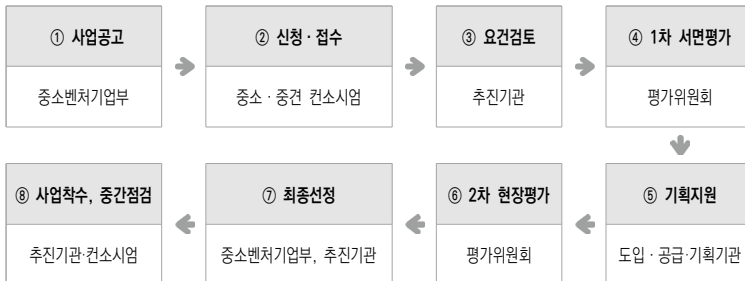 ① 사업공고
중소벤처기업부
② 신청 · 접수
중소 · 중견 컨소시엄
③ 요건검토
추진기관
④ 1차 서면평가
평가위원회
⑤ 기획지원
도입 · 공급·기획기관
⑥ 2차 현장평가
평가위원회
⑦ 최종선정
중소벤처기업부, 추진기관
⑧ 사업착수, 중간점검
추진기관·컨소시엄